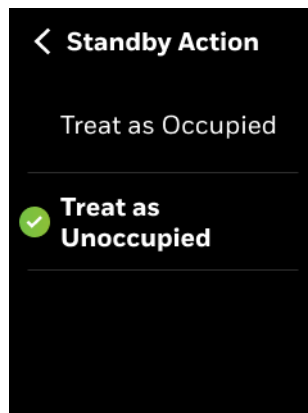 Standby Action
Treat as Occupied
Treat as
Unoccupied